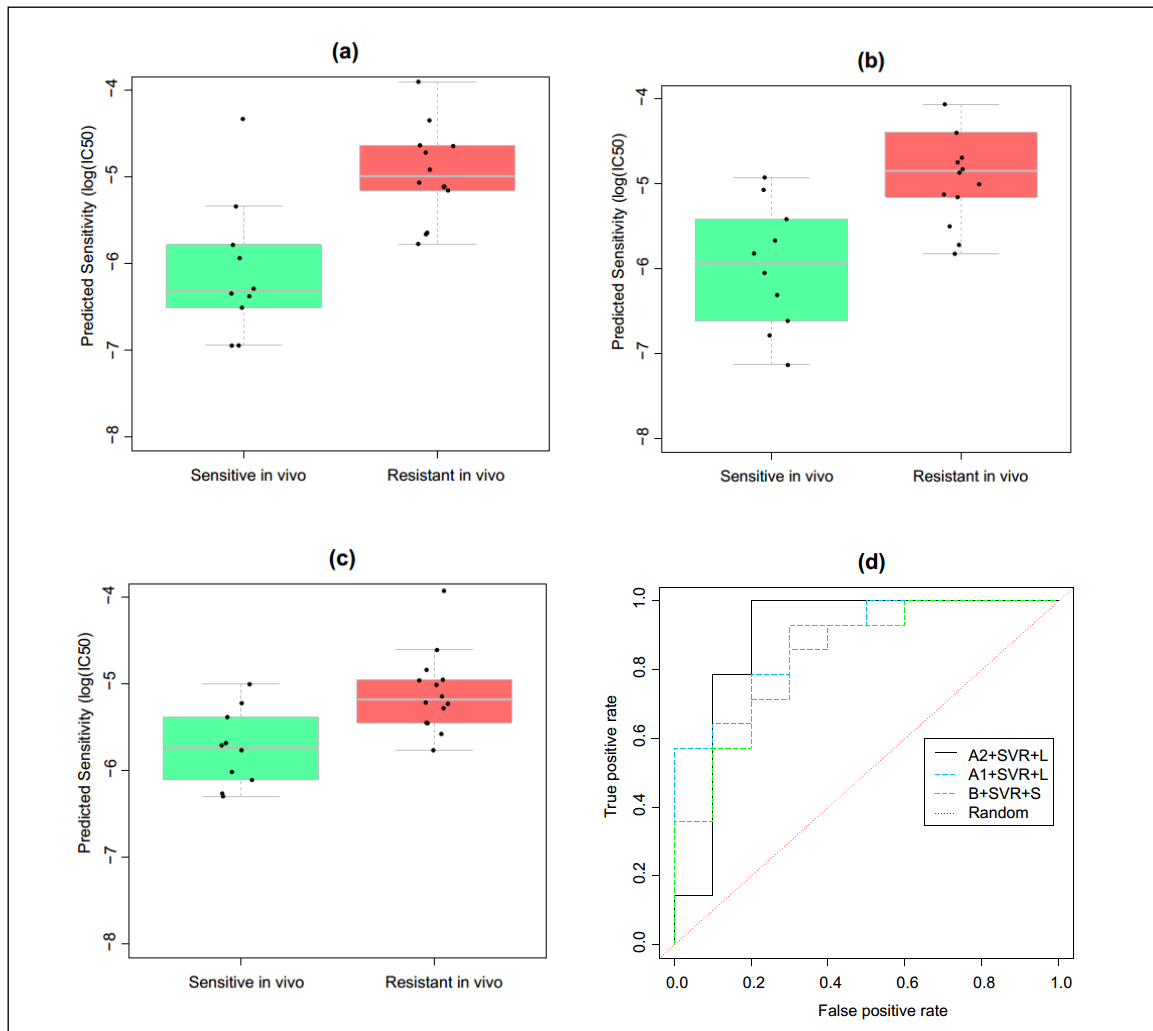 (a)
Predicted Sensitivity (log(IC50)
−4
−5
−6
−7
−8
Sensitive in vivo
Resistant in vivo
(b)
Predicted Sensitivity (log(IC50)
−4
−5
−6
−7
−8
Sensitive in vivo
Resistant in vivo
(c)
Predicted Sensitivity (log(IC50)
−4
−5
−6
−7
−8
Sensitive in vivo
Resistant in vivo
(d)
True positive rate
1.0
0.8
0.6
0.4
0.2
0.0
A2+SVR+L
A1+SVR+L
B+SVR+S
Random
0.0 0.2 0.4 0.6 0.8 1.0
False positive rate